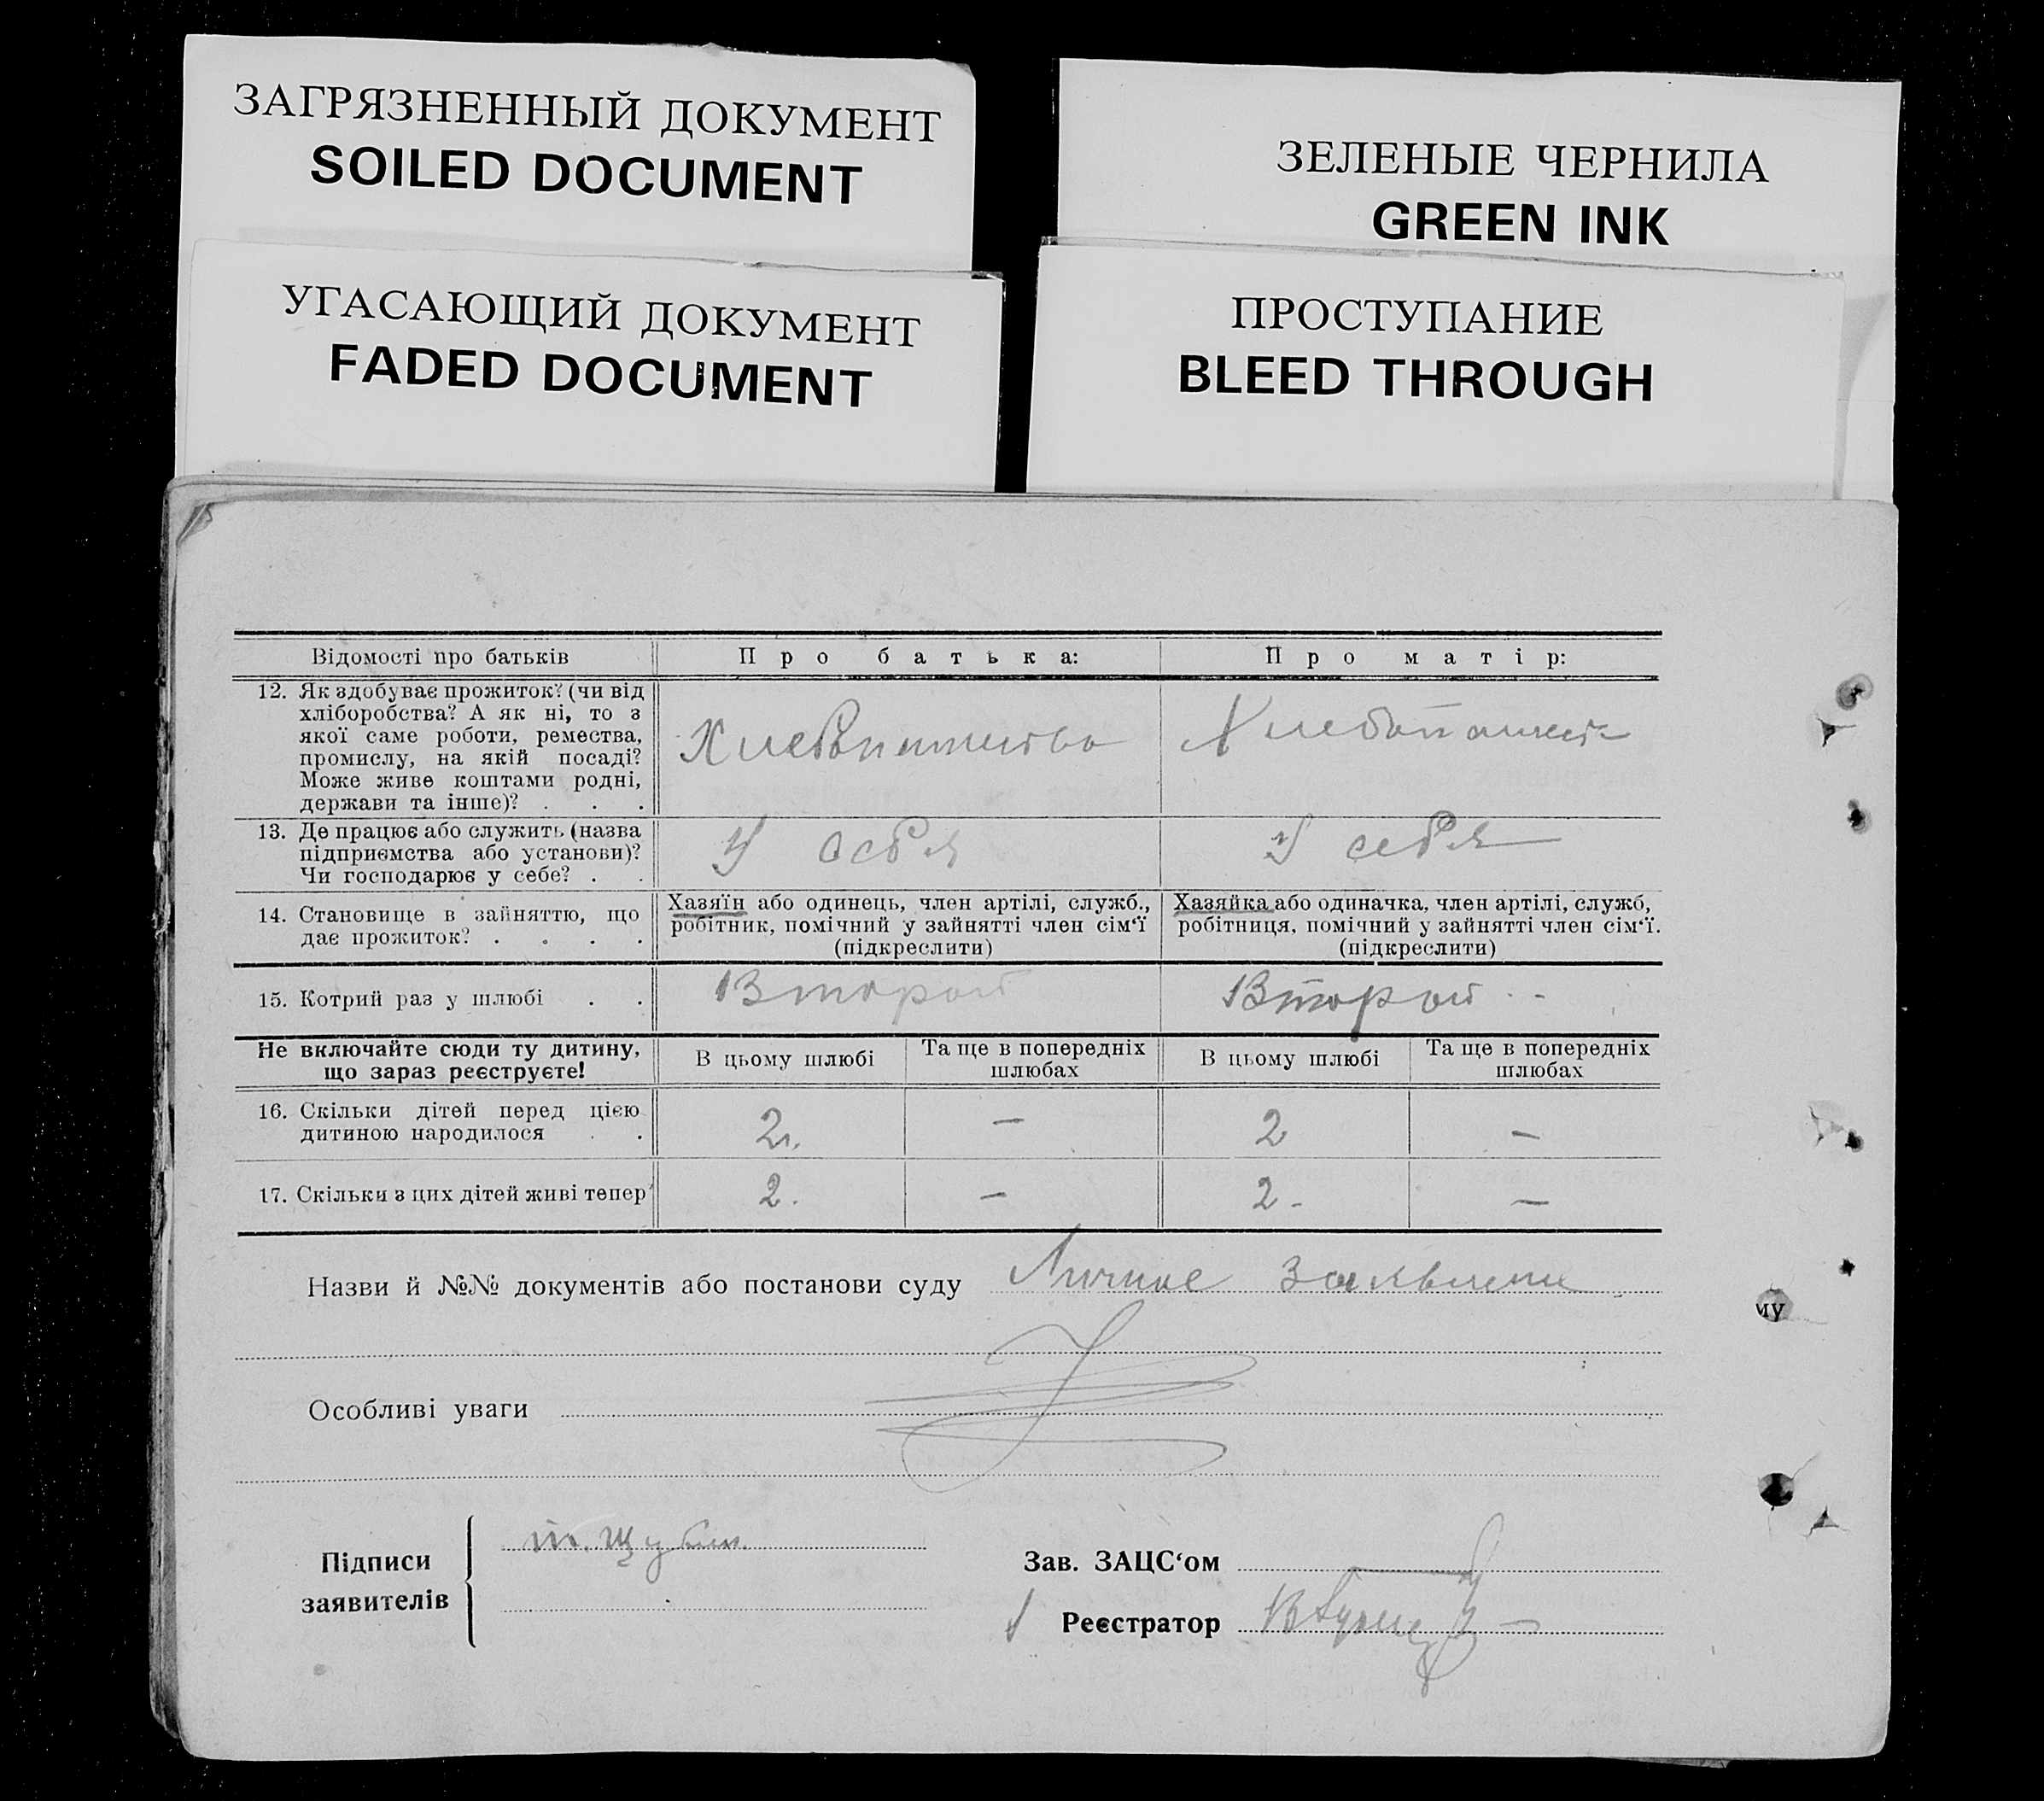 ЗАГРЯЗНЕННЫЙ ДОКУМЕНТ
SOILED DOCUMENT
ЗЕЛЕНЫЕ ЧЕРНИЛА
GREEN INK
УГАСАЮЩИЙ ДОКУМЕНТ
FADED DOCUMENT
ПРОСТУПАНИЕ
BLEED THROUGH
Відомості про батьків
Про батька:
Про матір:
12. Як здобуває прожиток? (чи від
хліборобства? А як ні, то з
якої саме роботи, ремества,
промислу, на якій посаді?
Може живе коштами родні,
держави та інше)? . . .
13. Де працює або служить (назва
підприємства або установи)?
Чи господарює у себе? . .
У себя
У себя
14. Становище в зайняттю, що
дає прожиток? . . . .
Хазяїн або одинець, член артілі, служб.,
робітник, помічний у зайнятті член сім'ї
(підкреслити)
Хазяйка або одиначка, член артілі, служб,
робітниця, помічний у зайнятті член сім'ї.
(підкреслити)
15. Котрий раз у шлюбі . .
Второй
Второй
Не включайте сюди ту дитину,
що зараз реєструєте!
В цьому шлюбі
Та ще в попередніх
шлюбах
В цьому шлюбі
Та ще в попередніх
шлюбах
16. Скільки дітей перед цією
дитиною народилося . .
2
—
2
—
17. Скільки з цих дітей живі тепер
2.
—
2 -
—
Назви й №№ документів або постанови суду Личное
Особливі уваги
Підписи
заявителів
Зав. ЗАЦС'ом
Реєстратор
му